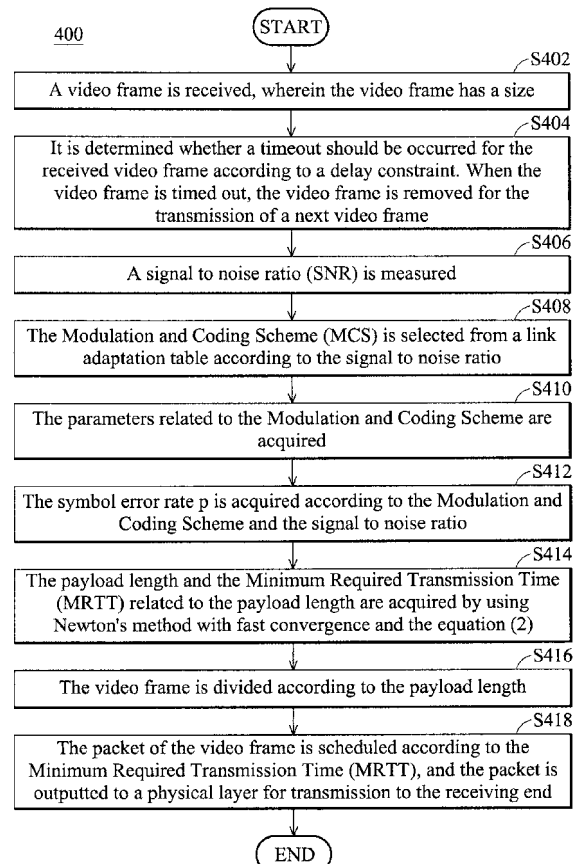 400
START
S402
A video frame is received, wherein the video frame has a size
S404
It is determined whether a timeout should be occurred for the
received video frame according to a delay constraint. When the
video frame is timed out, the video frame is removed for the
transmission of a next video frame
S406
A signal to noise ratio (SNR) is measured
S408
The Modulation and Coding Scheme (MCS) is selected from a link
adaptation table according to the signal to noise ratio
S410
The parameters related to the Modulation and Coding Scheme are
acquired
S412
The symbol error rate p is acquired according to the Modulation and
Coding Scheme and the signal to noise ratio
S414
The payload length and the Minimum Required Transmission Time
(MRTT) related to the payload length are acquired by using
Newton's method with fast convergence and the equation (2)
S416
The video frame is divided according to the payload length
S418
The packet of the video frame is scheduled according to the
Minimum Required Transmission Time (MRTT), and the packet is
outputted to a physical layer for transmission to the receiving end
END